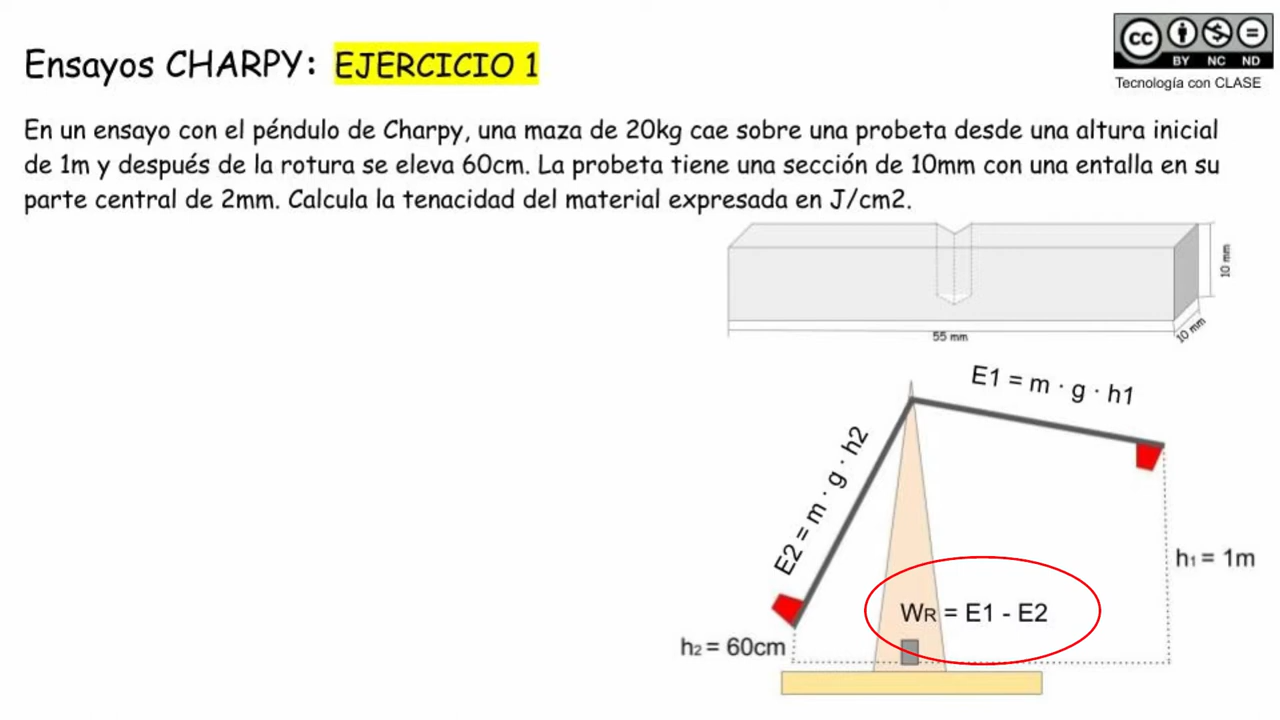 Ensayos CHARPY: EJERCICIO 1
CC BY NC ND
Tecnología con CLASE
En un ensayo con el péndulo de Charpy, una maza de 20kg cae sobre una probeta desde una altura inicial
de 1m y después de la rotura se eleva 60cm. La probeta tiene una sección de 10mm con una entalla en su
parte central de 2mm. Calcula la tenacidad del material expresada en J/cm2.
10 mm
10 mm
55 mm
E1 = m · g · h1
E2 = m · g · h2
h1 = 1m
WR = E1 - E2
h2 = 60cm